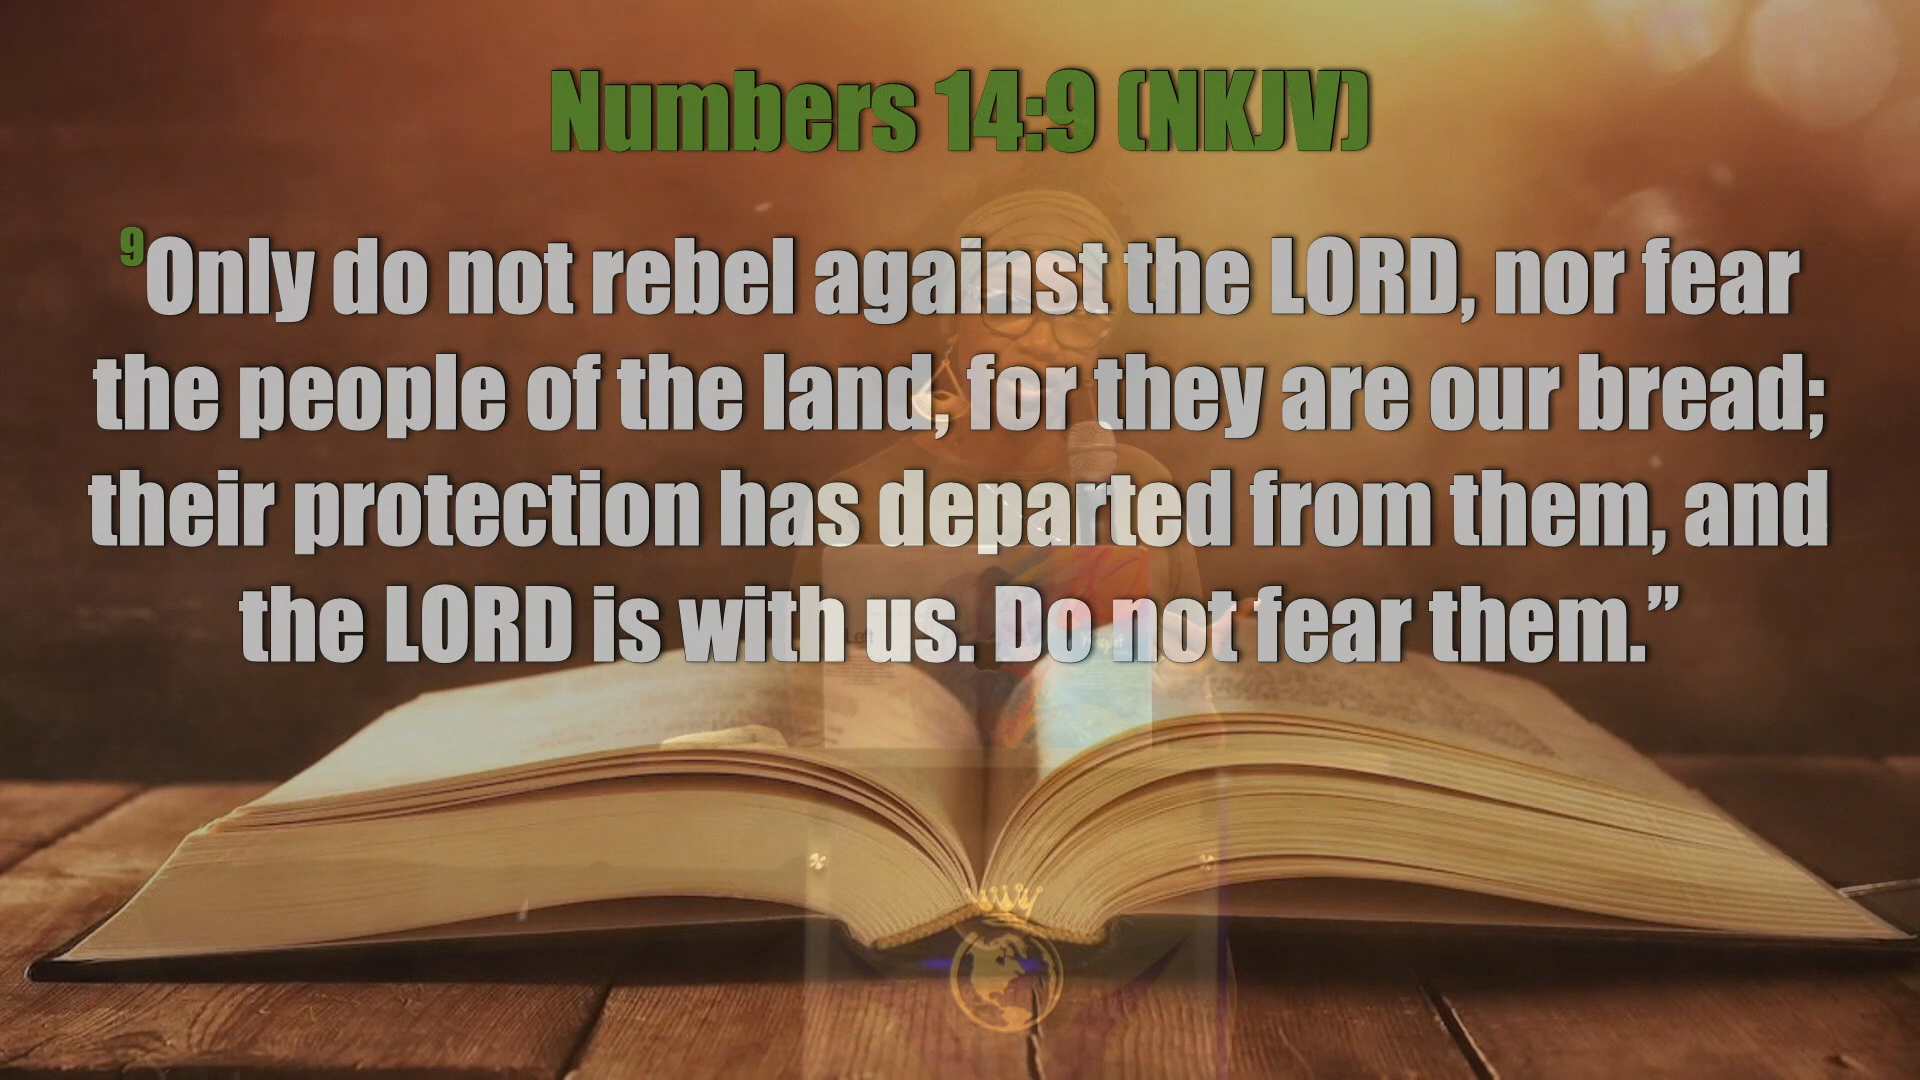 Numbers 14:9 (NKJV)
9Only do not rebel against the LORD, nor fear
the people of the land, for they are our bread;
their protection has departed from them, and
the LORD is with us. Do not fear them.”
Left